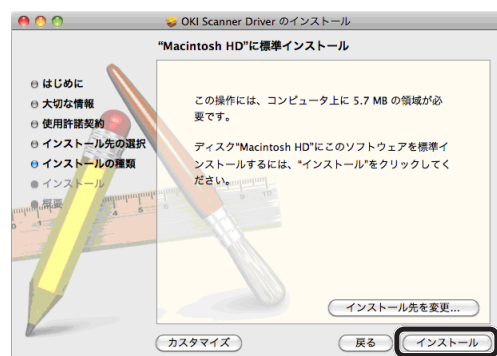 OKI Scanner Driver のインストール
"Macintosh HD"に標準インストール
はじめに
大切な情報
使用許諾契約
インストール先の選択
インストールの種類
インストール
概要
この操作には、コンピュータ上に 5.7 MB の領域が必
要です。
ディスク"Macintosh HD"にこのソフトウェアを標準イ
ンストールするには、"インストール"をクリックしてく
ださい。
インストール先を変更...
カスタマイズ
戻る
インストール